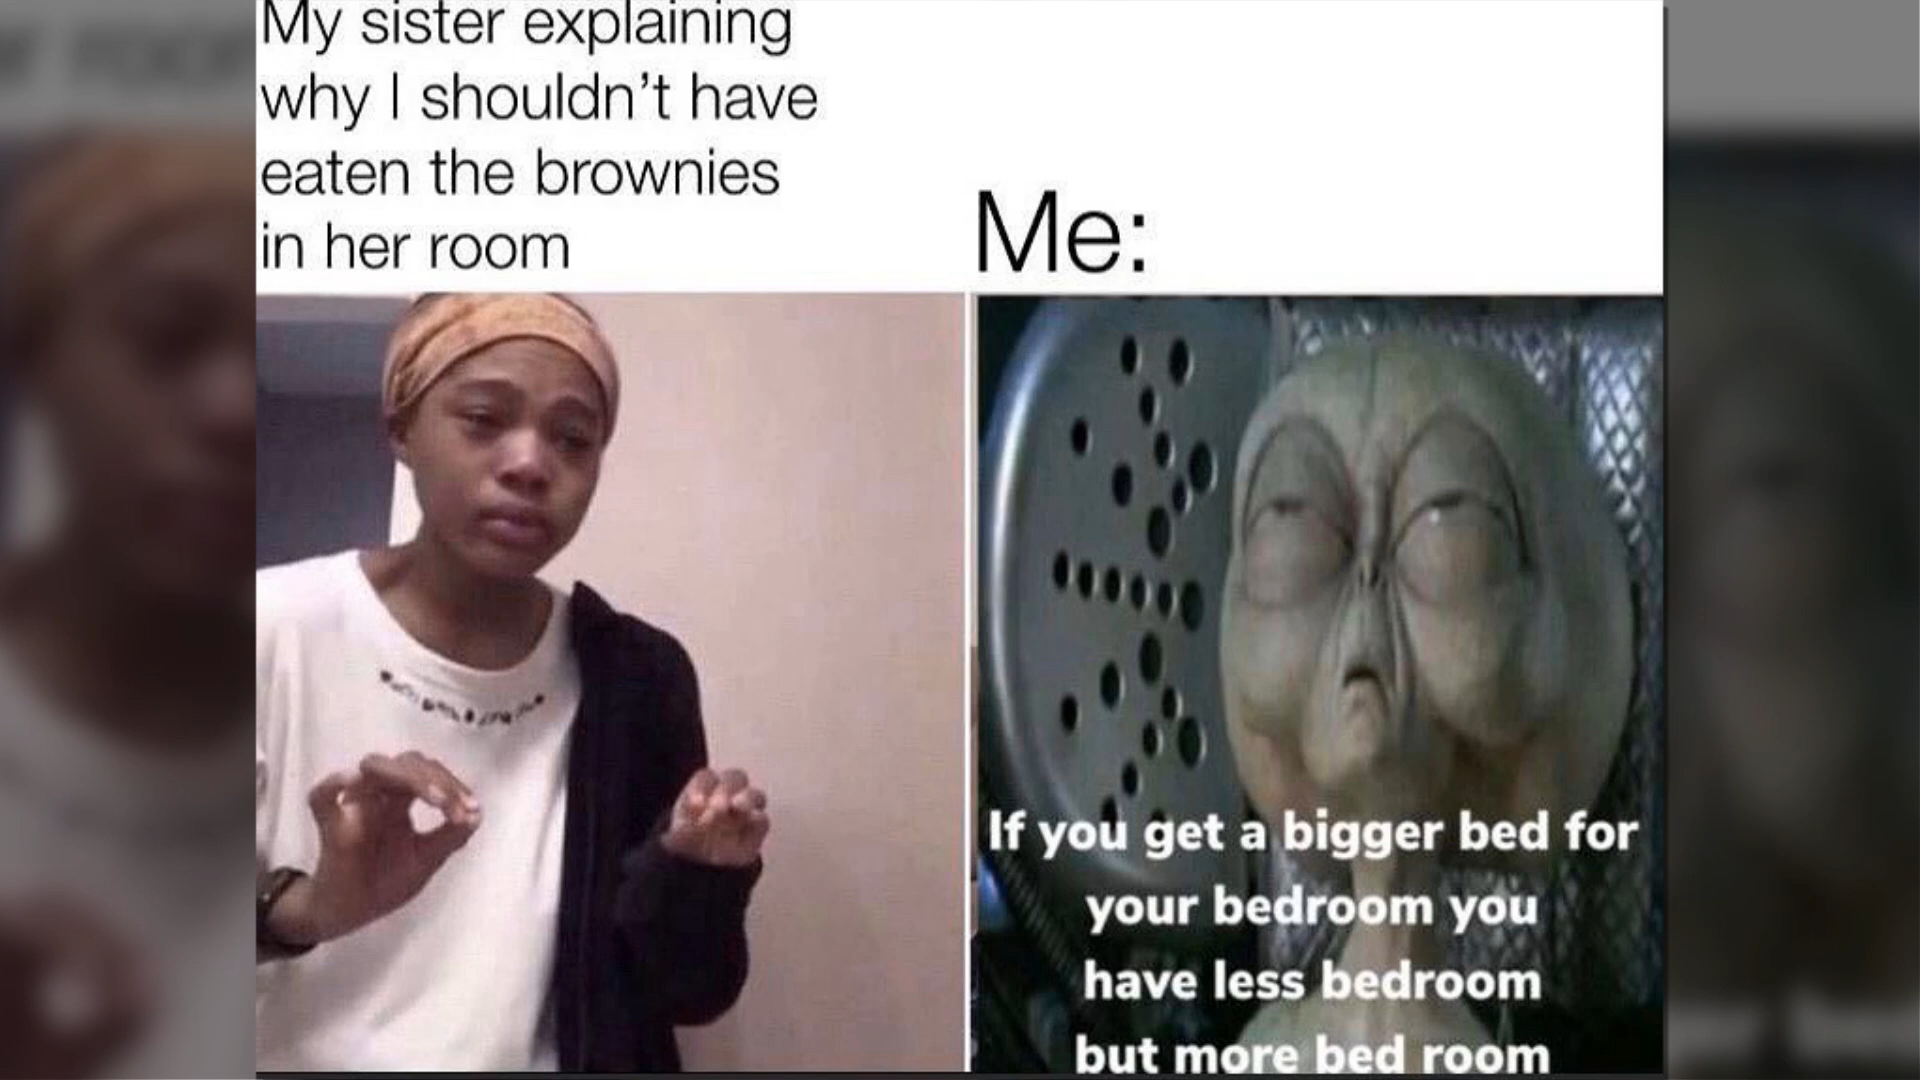 My sister explaining
why I shouldn't have
eaten the brownies
in her room
Me:
If you get a bigger bed for
your bedroom you
have less bedroom
but more bed room